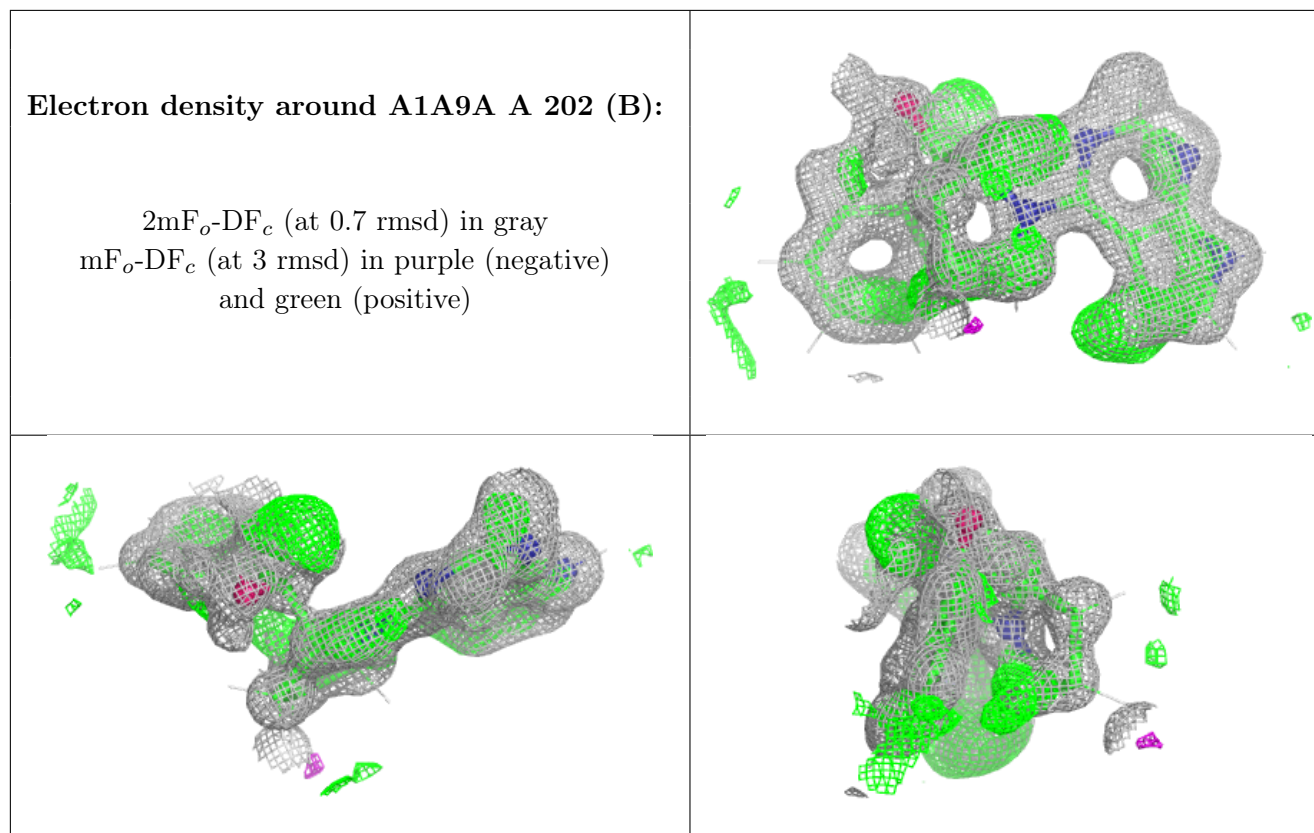 Electron density around A1A9A A 202 (B):
2mFₒ-DF𝒸 (at 0.7 rmsd) in gray
mFₒ-DF𝒸 (at 3 rmsd) in purple (negative)
and green (positive)